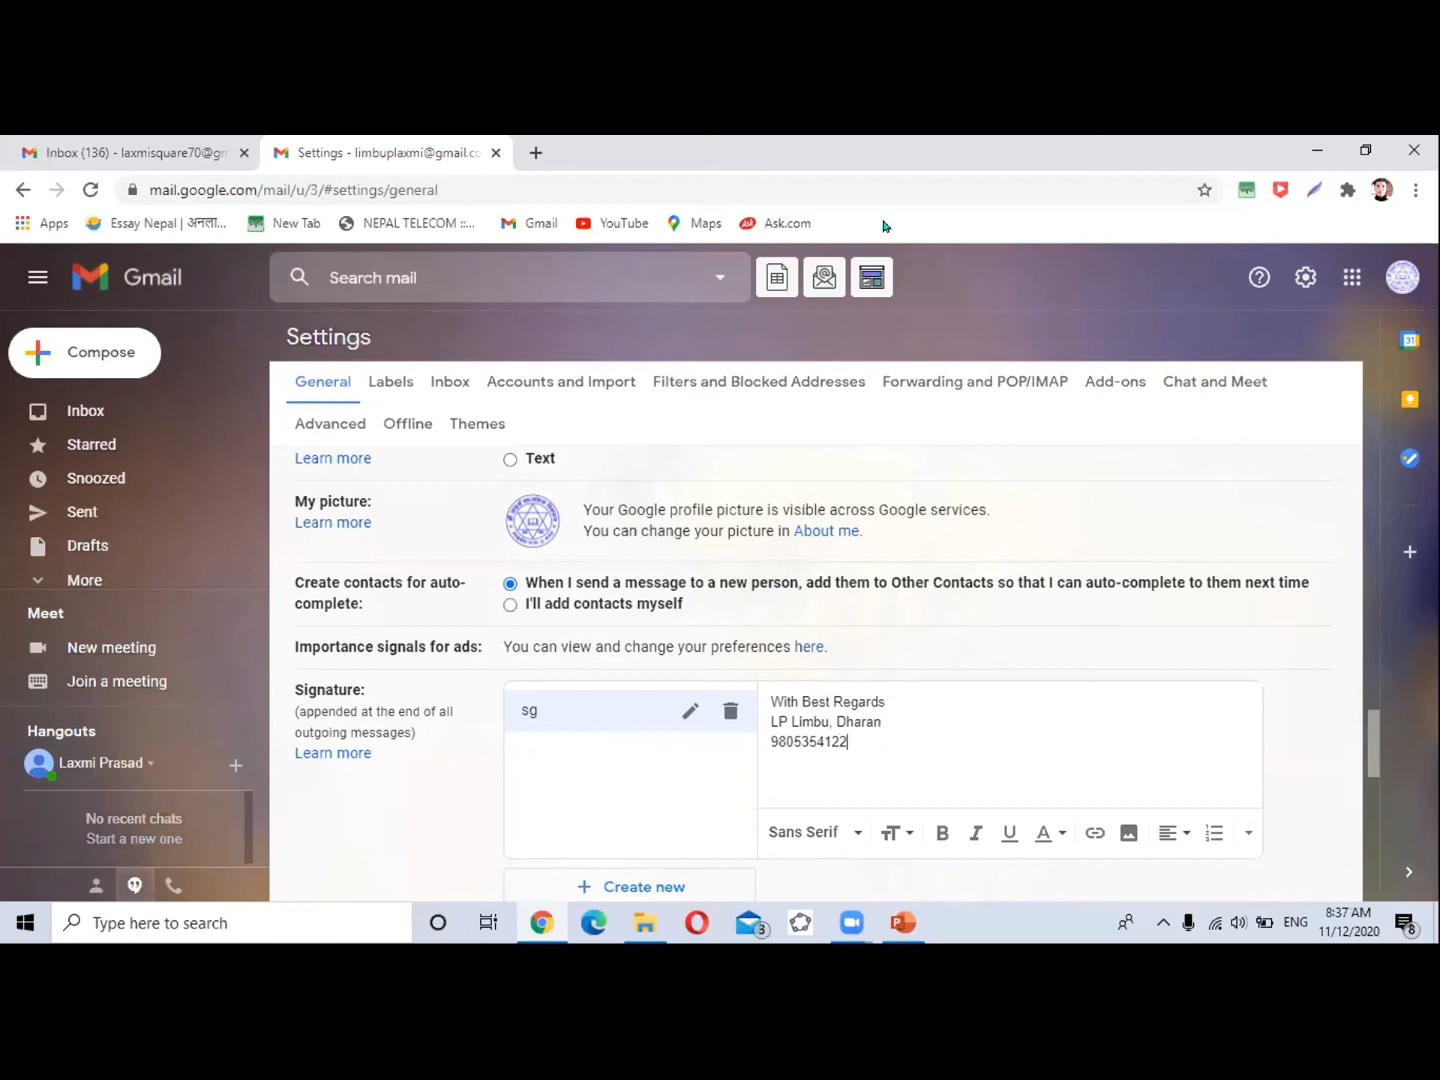 Inbox (136) - laxmisquare70@gm
Settings - limbuplaxmi@gmail.co
mail.google.com/mail/u/3/#settings/general
Apps
Essay Nepal | अनला...
New Tab
NEPAL TELECOM ::...
Gmail
YouTube
Maps
Ask
Ask.com
Gmail
Search mail
Settings
Compose
31
General
Labels
Inbox
Accounts and Import
Filters and Blocked Addresses
Forwarding and POP/IMAP
Add-ons
Chat and Meet
Advanced
Offline
Themes
Inbox
Starred
Snoozed
Sent
Drafts
More
Meet
New meeting
Join a meeting
Hangouts
Laxmi Prasad
No recent chats
Start a new one
Learn more
Text
My picture:
Learn more
Your Google profile picture is visible across Google services.
You can change your picture in About me.
Create contacts for auto-
complete:
When I send a message to a new person, add them to Other Contacts so that I can auto-complete to them next time
I'll add contacts myself
Importance signals for ads:
You can view and change your preferences here.
Signature:
(appended at the end of all
outgoing messages)
Learn more
sg
With Best Regards
LP Limbu, Dharan
9805354122
Sans Serif
Create new
Type here to search
3
ENG
8:37 AM
11/12/2020
8